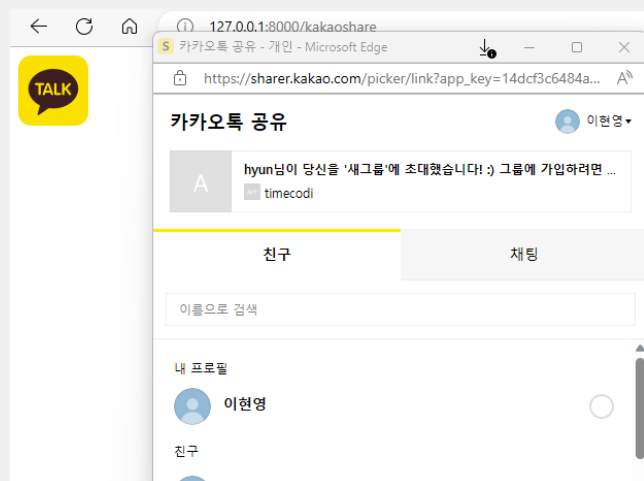 127.0.0.1:8000/kakaoshare
TALK
S 카카오톡 공유 - 개인 - Microsoft Edge
https://sharer.kakao.com/picker/link?app_key=14dcf3c6484a...
카카오톡 공유
이현영
A
hyun님이 당신을 '새그룹'에 초대했습니다! :) 그룹에 가입하려면 ...
timecodi
친구
채팅
이름으로 검색
내 프로필
이현영
친구